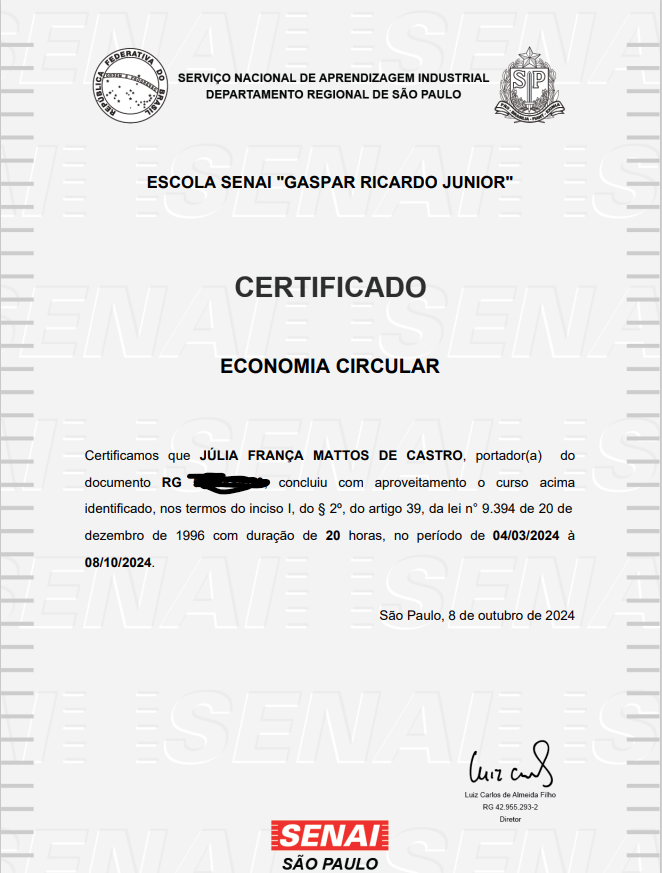 REPÚBLICA FEDERATIVA DO BRASIL
ORDEM E PROGRESSO
SERVIÇO NACIONAL DE APRENDIZAGEM INDUSTRIAL
DEPARTAMENTO REGIONAL DE SÃO PAULO
SP
ESCOLA SENAI "GASPAR RICARDO JUNIOR"
CERTIFICADO
ECONOMIA CIRCULAR
Certificamos que JÚLIA FRANÇA MATTOS DE CASTRO, portador(a) do
documento RG , concluiu com aproveitamento o curso acima
identificado, nos termos do inciso I, do § 2º, do artigo 39, da lei n° 9.394 de 20 de
dezembro de 1996 com duração de 20 horas, no período de 04/03/2024 à
08/10/2024.
São Paulo, 8 de outubro de 2024
Luiz Carlos de Almeida Filho
RG 42.955.293-2
Diretor
SENAI
SÃO PAULO